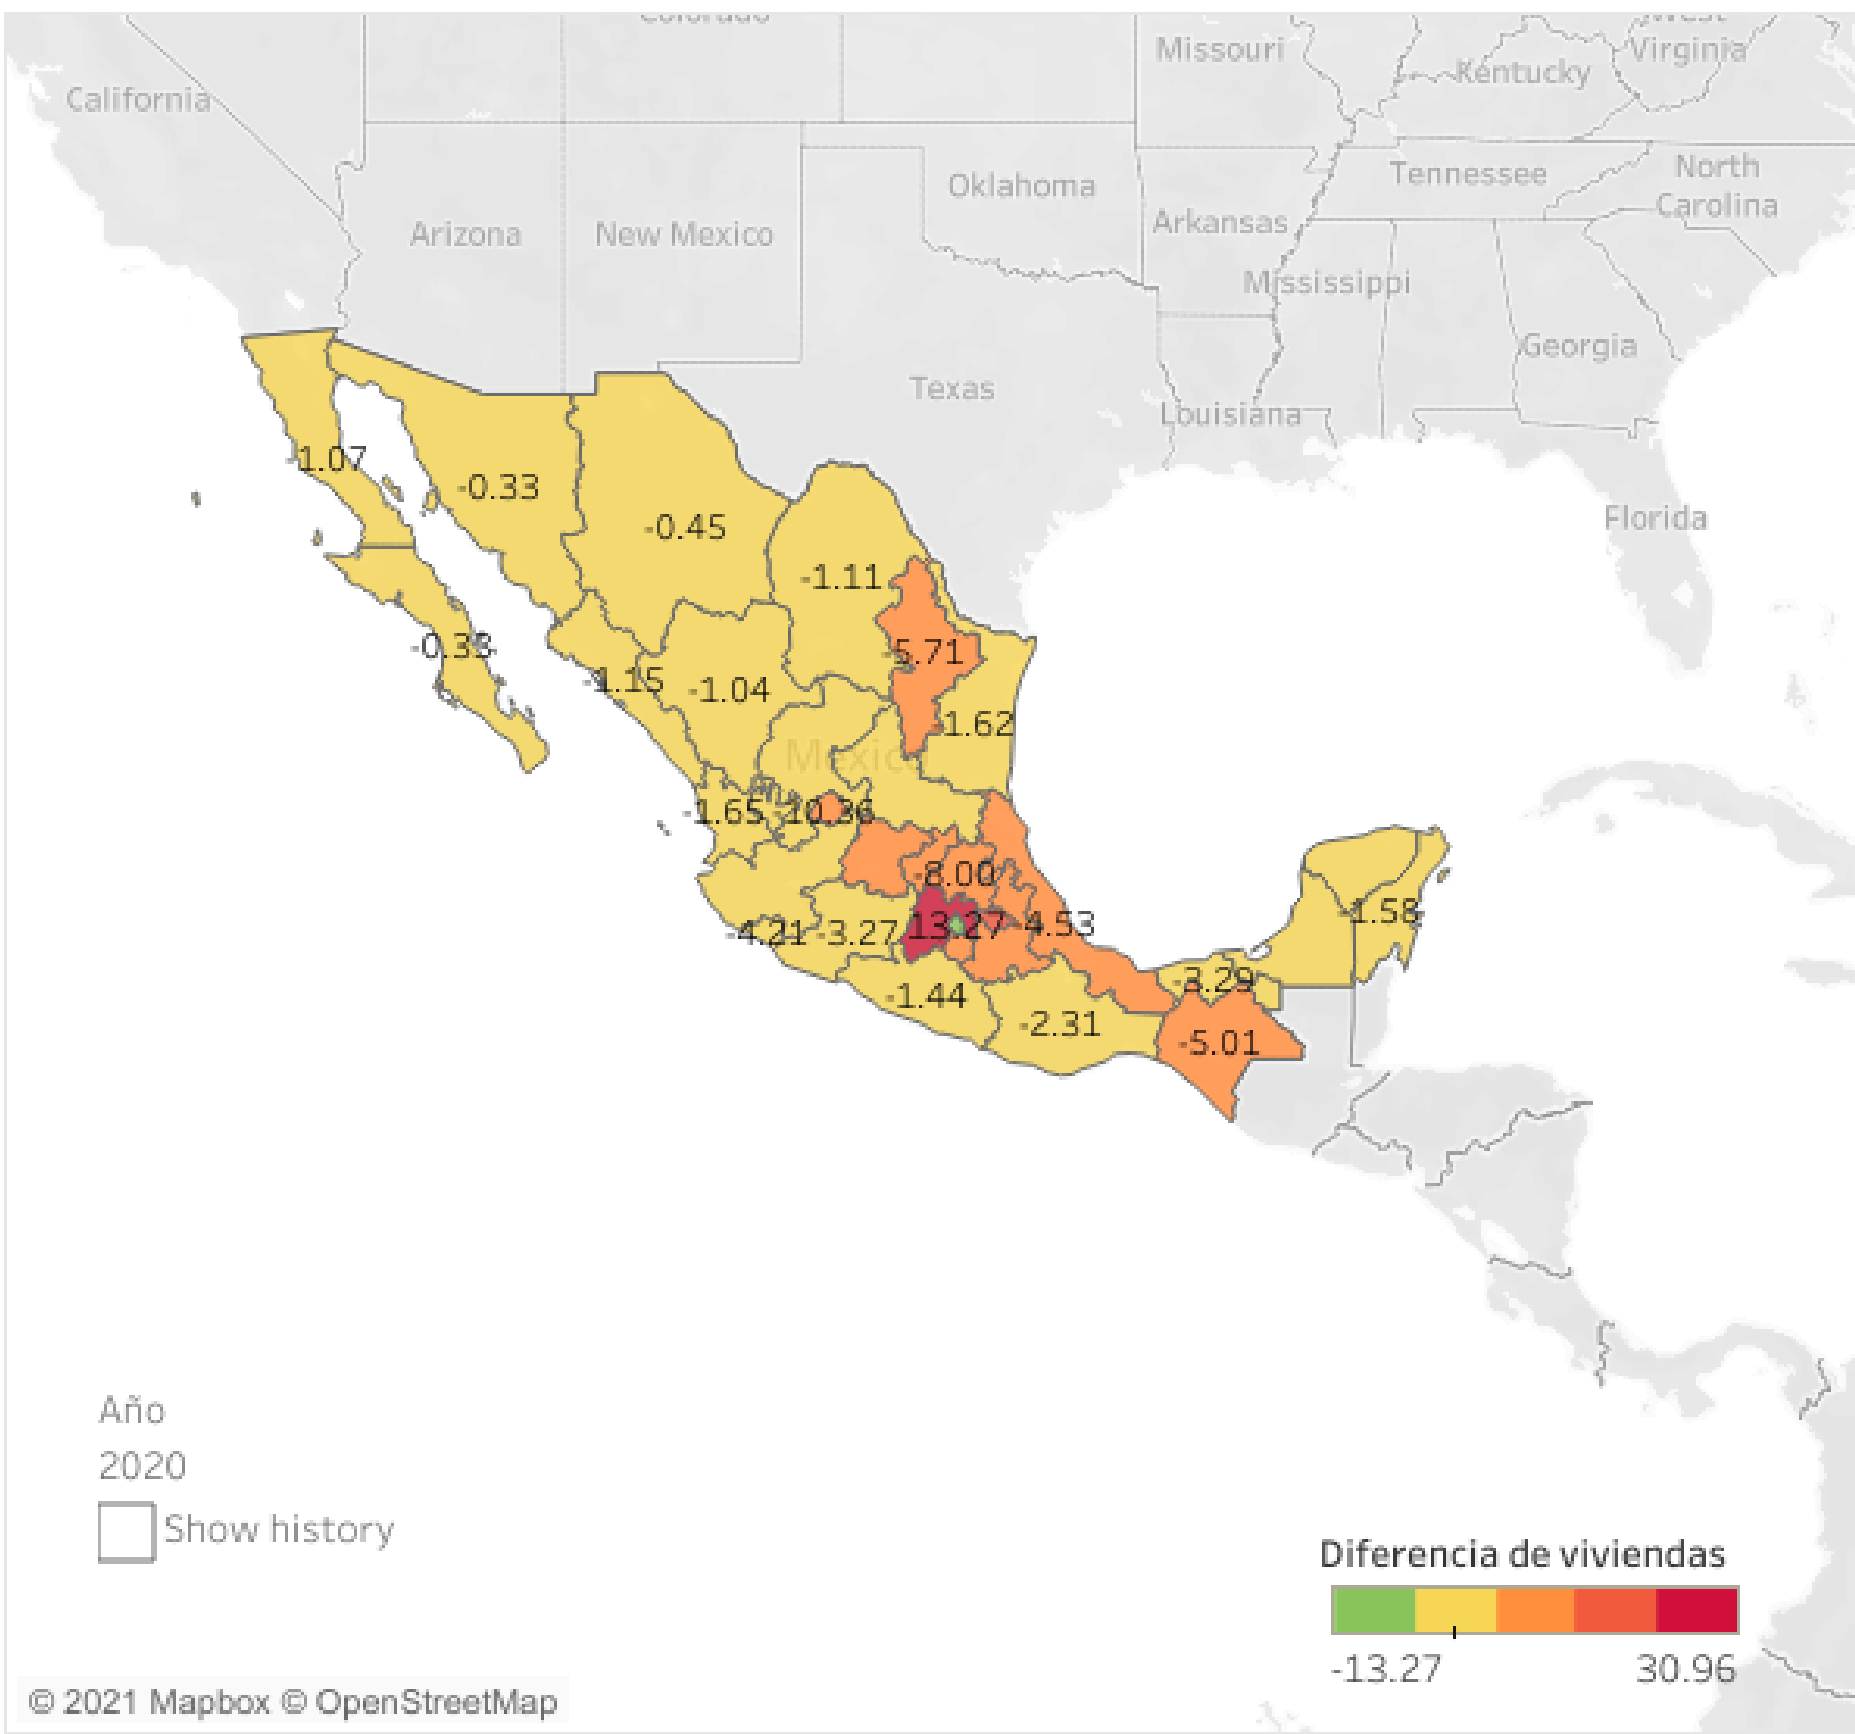 Missouri
Virginia
Kentucky
California
Tennessee
North
Carolina
Oklahoma
Arkansas
Arizona
New Mexico
Mississippi
Georgia
Texas
Louisiana
-0.33
-0.45
Florida
-1.11
-5.71
-0.33
-1.15
-1.04
1.62
Mexico
-1.65
-10.36
-8.00
-4.21
-3.27
13.27
-4.53
-1.58
-3.29
-1.44
-2.31
-5.01
1.07
Año
2020
Show history
Diferencia de viviendas
-13.27
30.96
© 2021 Mapbox © OpenStreetMap